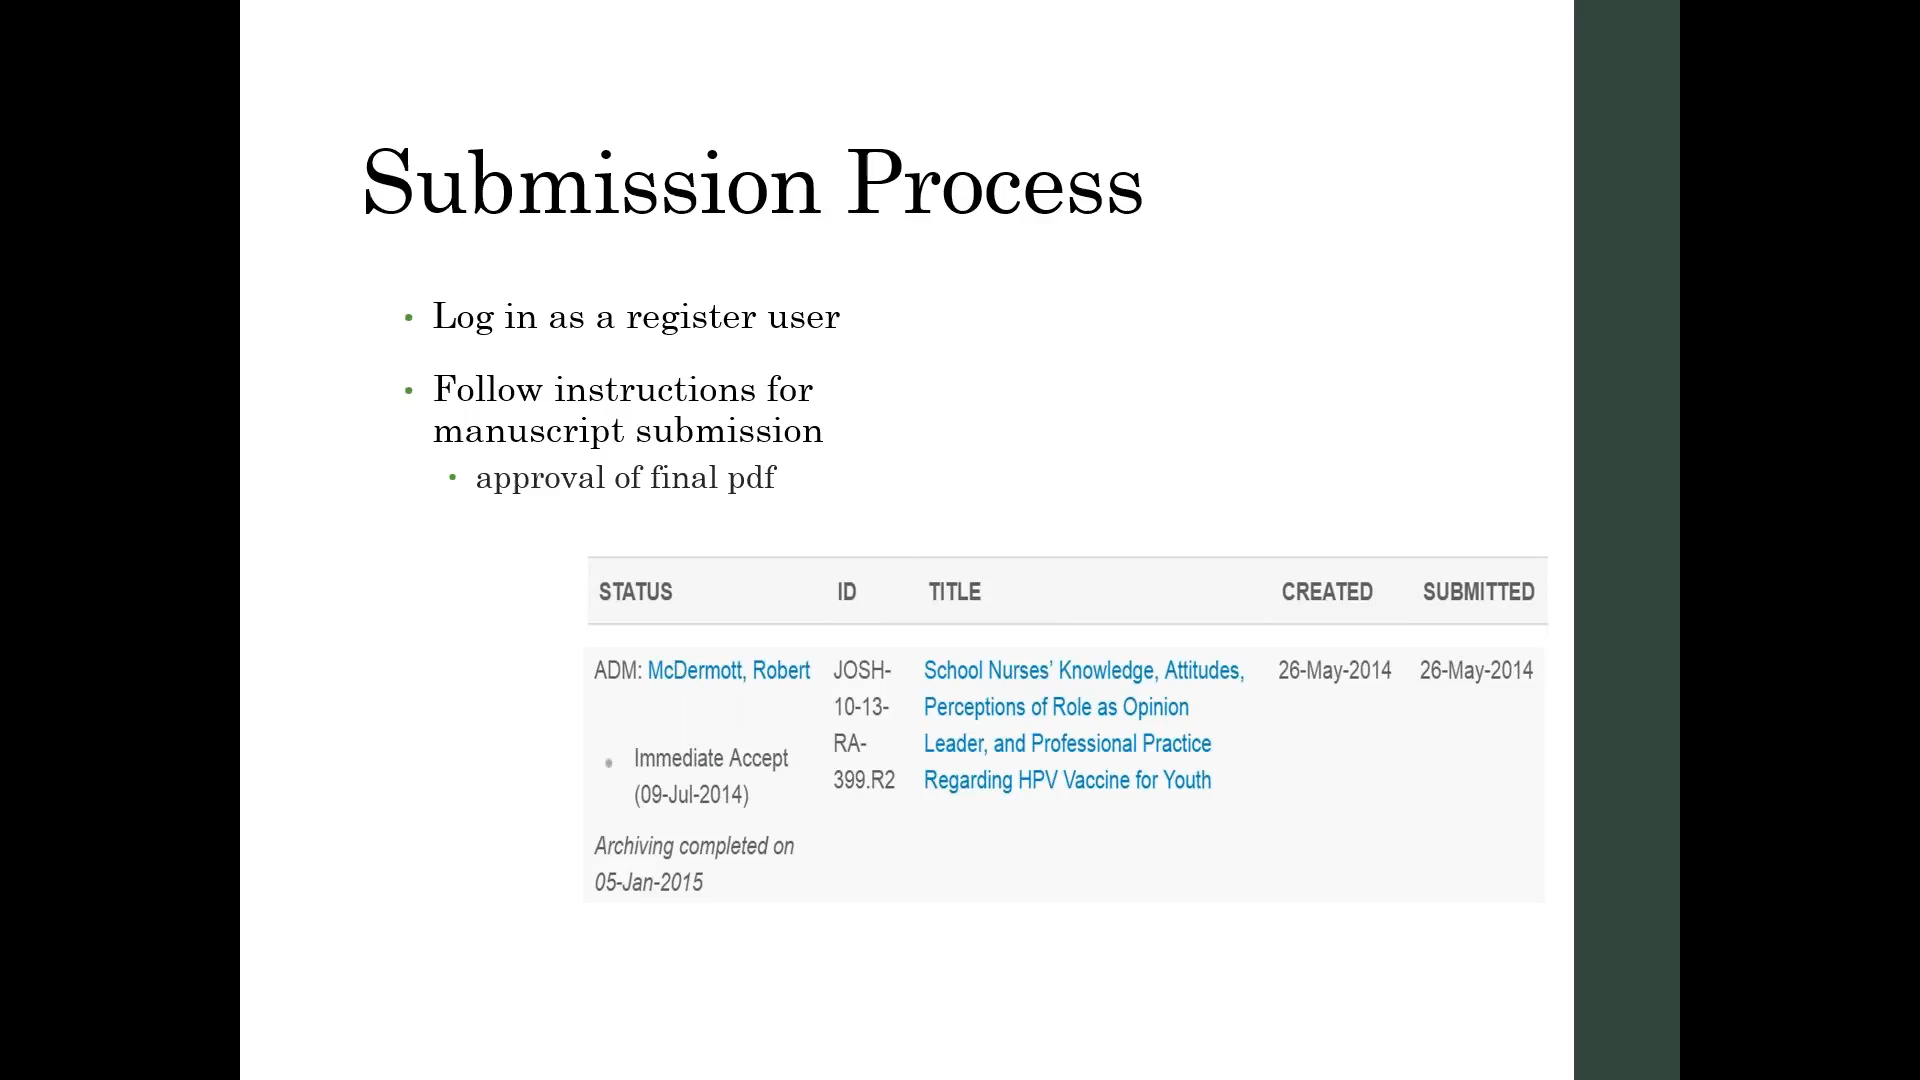 Submission Process
• Log in as a register user
• Follow instructions for
manuscript submission
• approval of final pdf
STATUS ID TITLE CREATED SUBMITTED
ADM: McDermott, Robert JOSH- School Nurses’ Knowledge, Attitudes, 26-May-2014 26-May-2014
10-13- Perceptions of Role as Opinion
• Immediate Accept RA- Leader, and Professional Practice
(09-Jul-2014) 399.R2 Regarding HPV Vaccine for Youth
Archiving completed on
05-Jan-2015